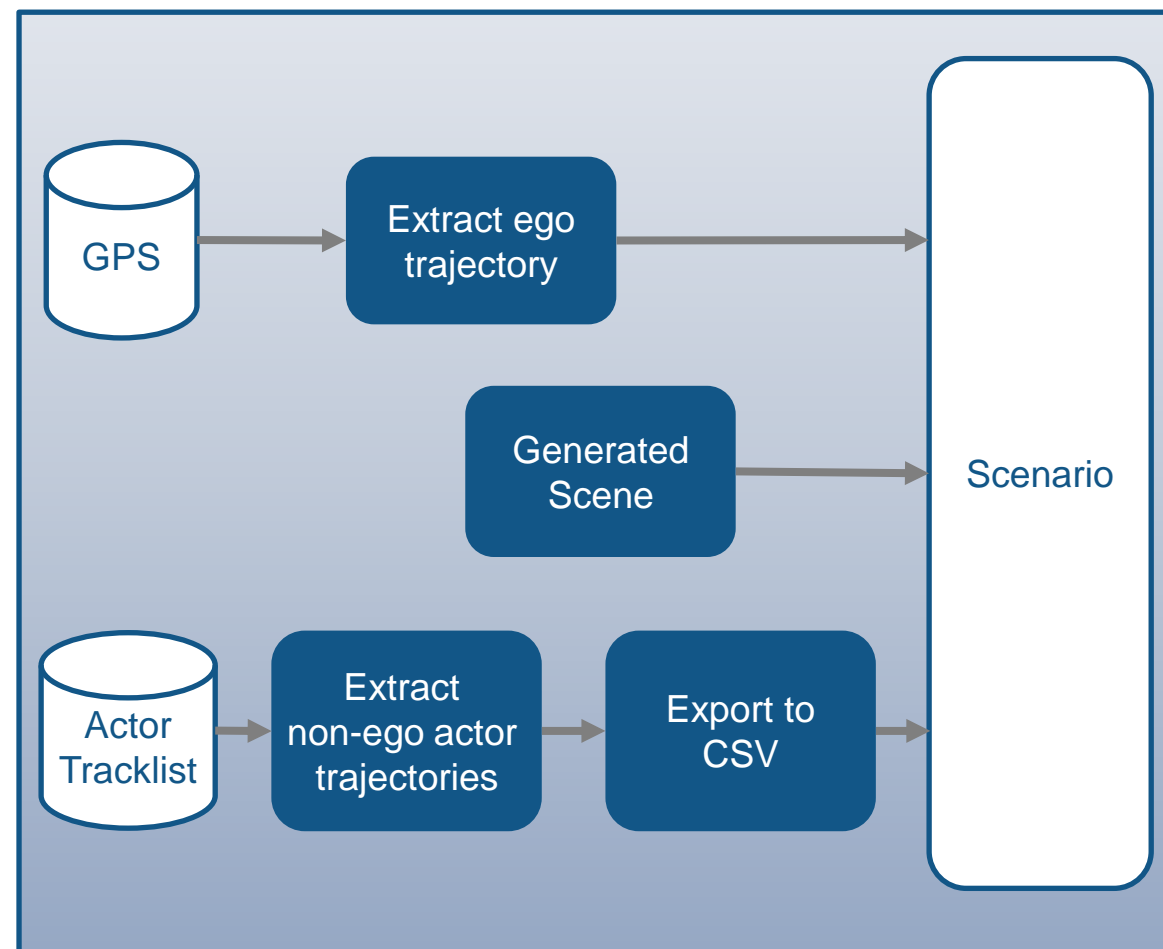 GPS
Extract ego
trajectory
Generated
Scene
Scenario
Actor
Tracklist
Extract
non-ego actor
trajectories
Export to
CSV